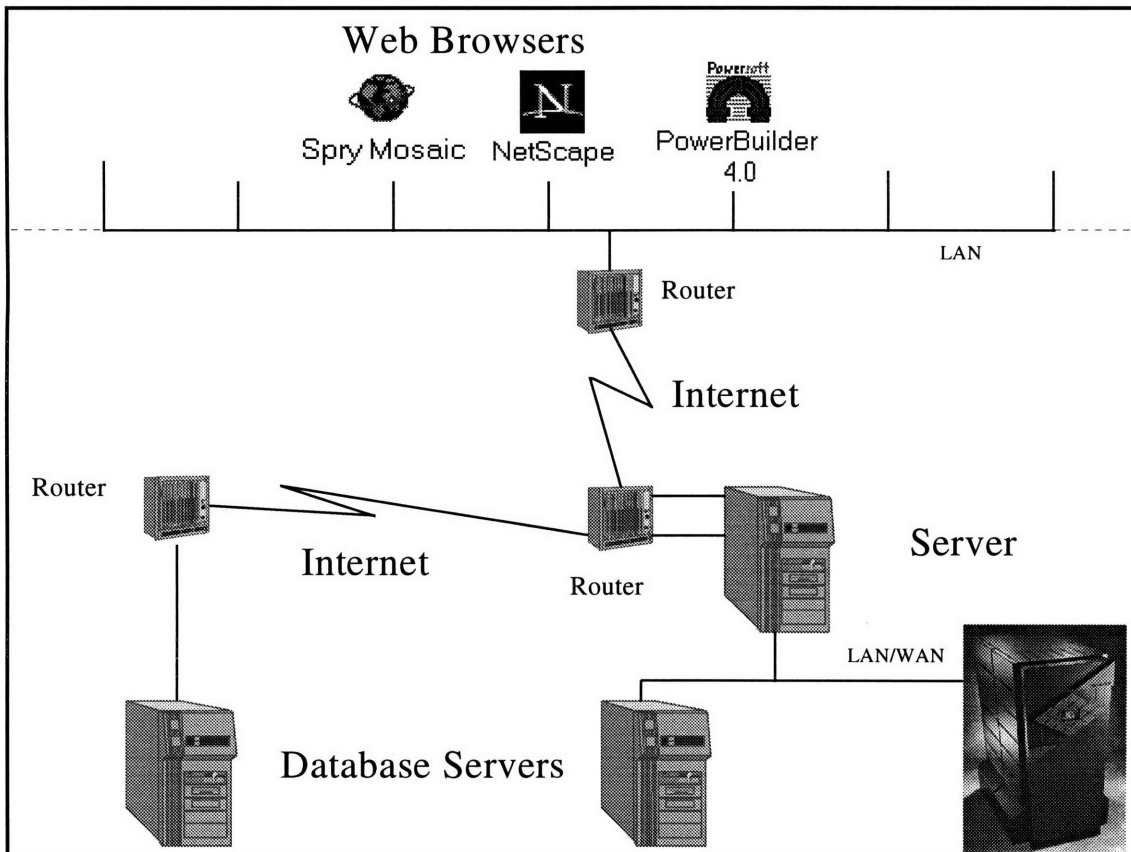 Web Browsers
Powersoft
N
Spry Mosaic
NetScape
PowerBuilder
4.0
LAN
Router
Internet
Router
Internet
Router
Server
LAN/WAN
Database Servers